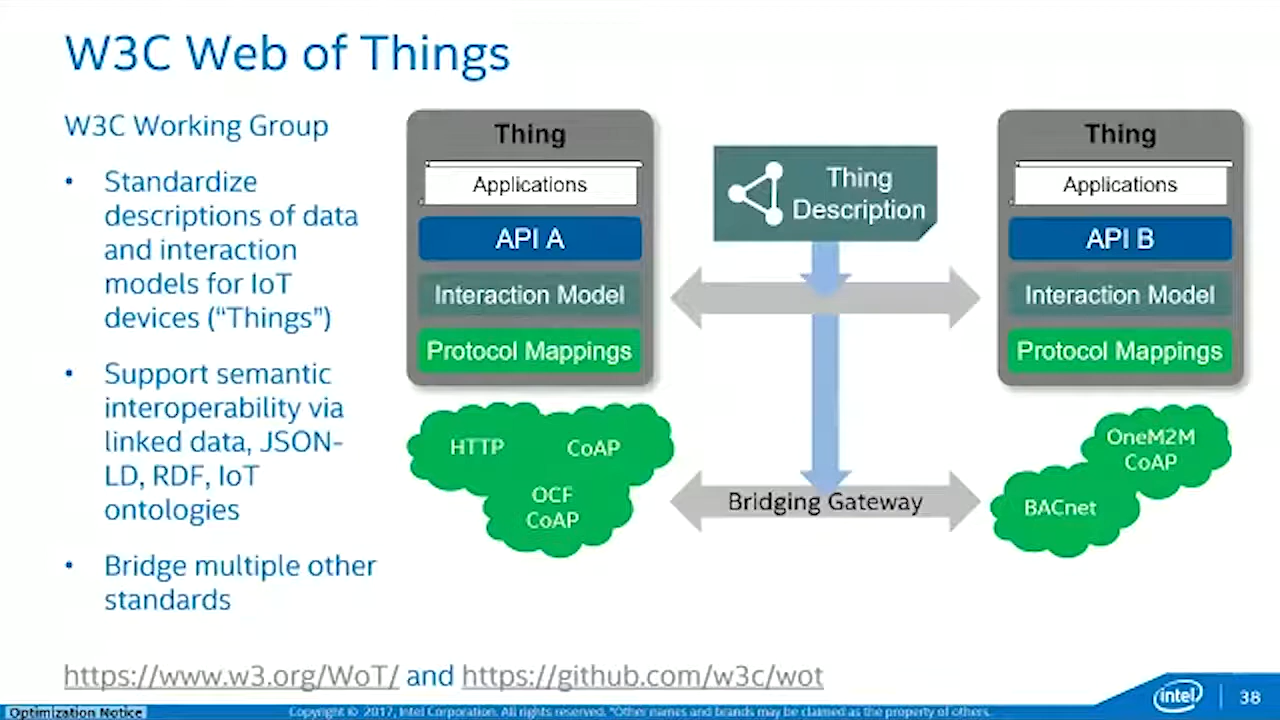 W3C Web of Things
W3C Working Group
• Standardize
descriptions of data
and interaction
models for IoT
devices (“Things”)
• Support semantic
interoperability via
linked data, JSON-
LD, RDF, IoT
ontologies
• Bridge multiple other
standards
Thing
Applications
API A
Interaction Model
Protocol Mappings
HTTP
CoAP
OCF
CoAP
Thing
Description
Bridging Gateway
Thing
Applications
API B
Interaction Model
Protocol Mappings
OneM2M
CoAP
BACnet
https://www.w3.org/WoT/ and https://github.com/w3c/wot
Optimization Notice
Copyright © 2017, Intel Corporation. All rights reserved. *Other names and brands may be claimed as the property of others.
intel
38